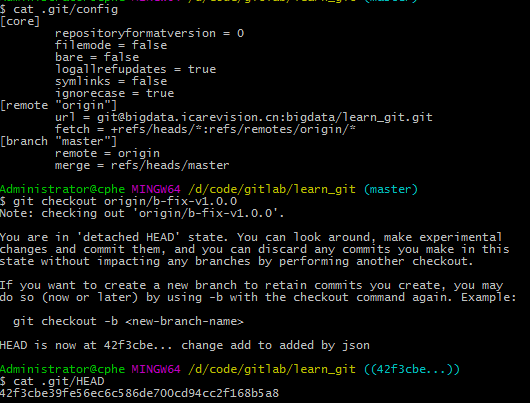 Administrator@cphe MINGW64 /d/code/gitlab/learn_git (master)
$ cat .git/config
[core]
        repositoryformatversion = 0
        filemode = false
        bare = false
        logallrefupdates = true
        symlinks = false
        ignorecase = true
[remote "origin"]
        url = git@bigdata.icarevision.cn:bigdata/learn_git.git
        fetch = +refs/heads/*:refs/remotes/origin/*
[branch "master"]
        remote = origin
        merge = refs/heads/master
Administrator@cphe MINGW64 /d/code/gitlab/learn_git (master)
$ git checkout origin/b-fix-v1.0.0
Note: checking out 'origin/b-fix-v1.0.0'.
You are in 'detached HEAD' state. You can look around, make experimental
changes and commit them, and you can discard any commits you make in this
state without impacting any branches by performing another checkout.
If you want to create a new branch to retain commits you create, you may
do so (now or later) by using -b with the checkout command again. Example:
  git checkout -b <new-branch-name>
HEAD is now at 42f3cbe... change add to added by json
Administrator@cphe MINGW64 /d/code/gitlab/learn_git ((42f3cbe...))
$ cat .git/HEAD
42f3cbe39fe56ec6c586de700cd94cc2f168b5a8